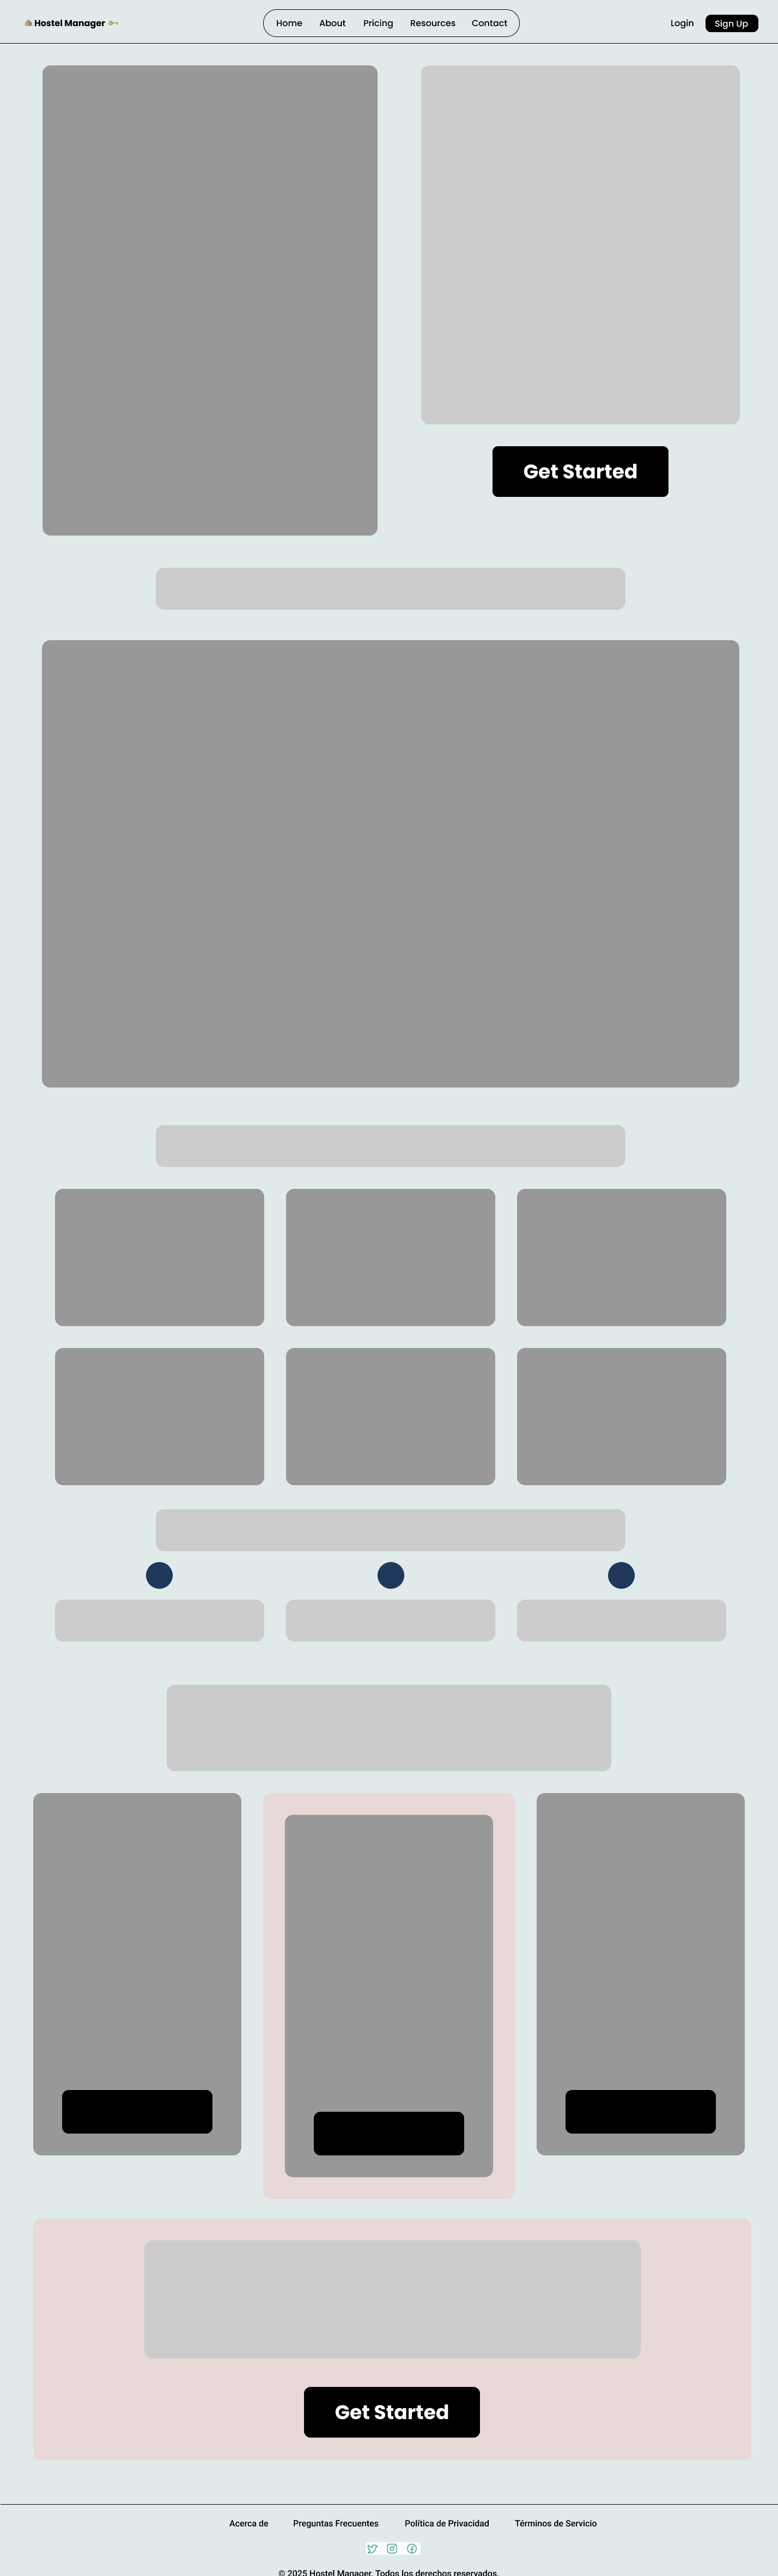 Hostel Manager
Home About Pricing Resources Contact
Login Sign Up
Get Started
Get Started
Acerca de Preguntas Frecuentes Política de Privacidad Términos de Servicio
© 2025 Hostel Manager. Todos los derechos reservados.